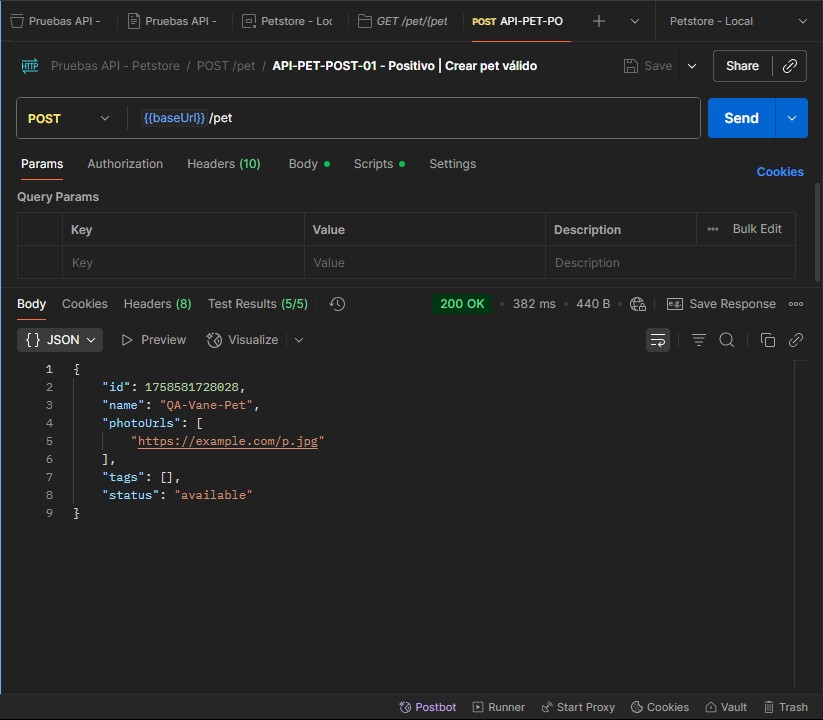 Pruebas API - Pruebas API - Petstore - Loc GET /pet/{pet POST API-PET-PO Petstore - Local
HTTP Pruebas API - Petstore / POST /pet / API-PET-POST-01 - Positivo | Crear pet válido Save Share
POST {{baseUrl}} /pet Send
Params Authorization Headers (10) Body Scripts Settings Cookies
Query Params
Key Value Description Bulk Edit
Key Value Description
Body Cookies Headers (8) Test Results (5/5) 200 OK 382 ms 440 B e.g. Save Response
{} JSON Preview Visualize
1 {
2 "id": 1758581728028,
3 "name": "QA-Vane-Pet",
4 "photoUrls": [
5 "https://example.com/p.jpg"
6 ],
7 "tags": [],
8 "status": "available"
9 }
Postbot Runner Start Proxy Cookies Vault Trash